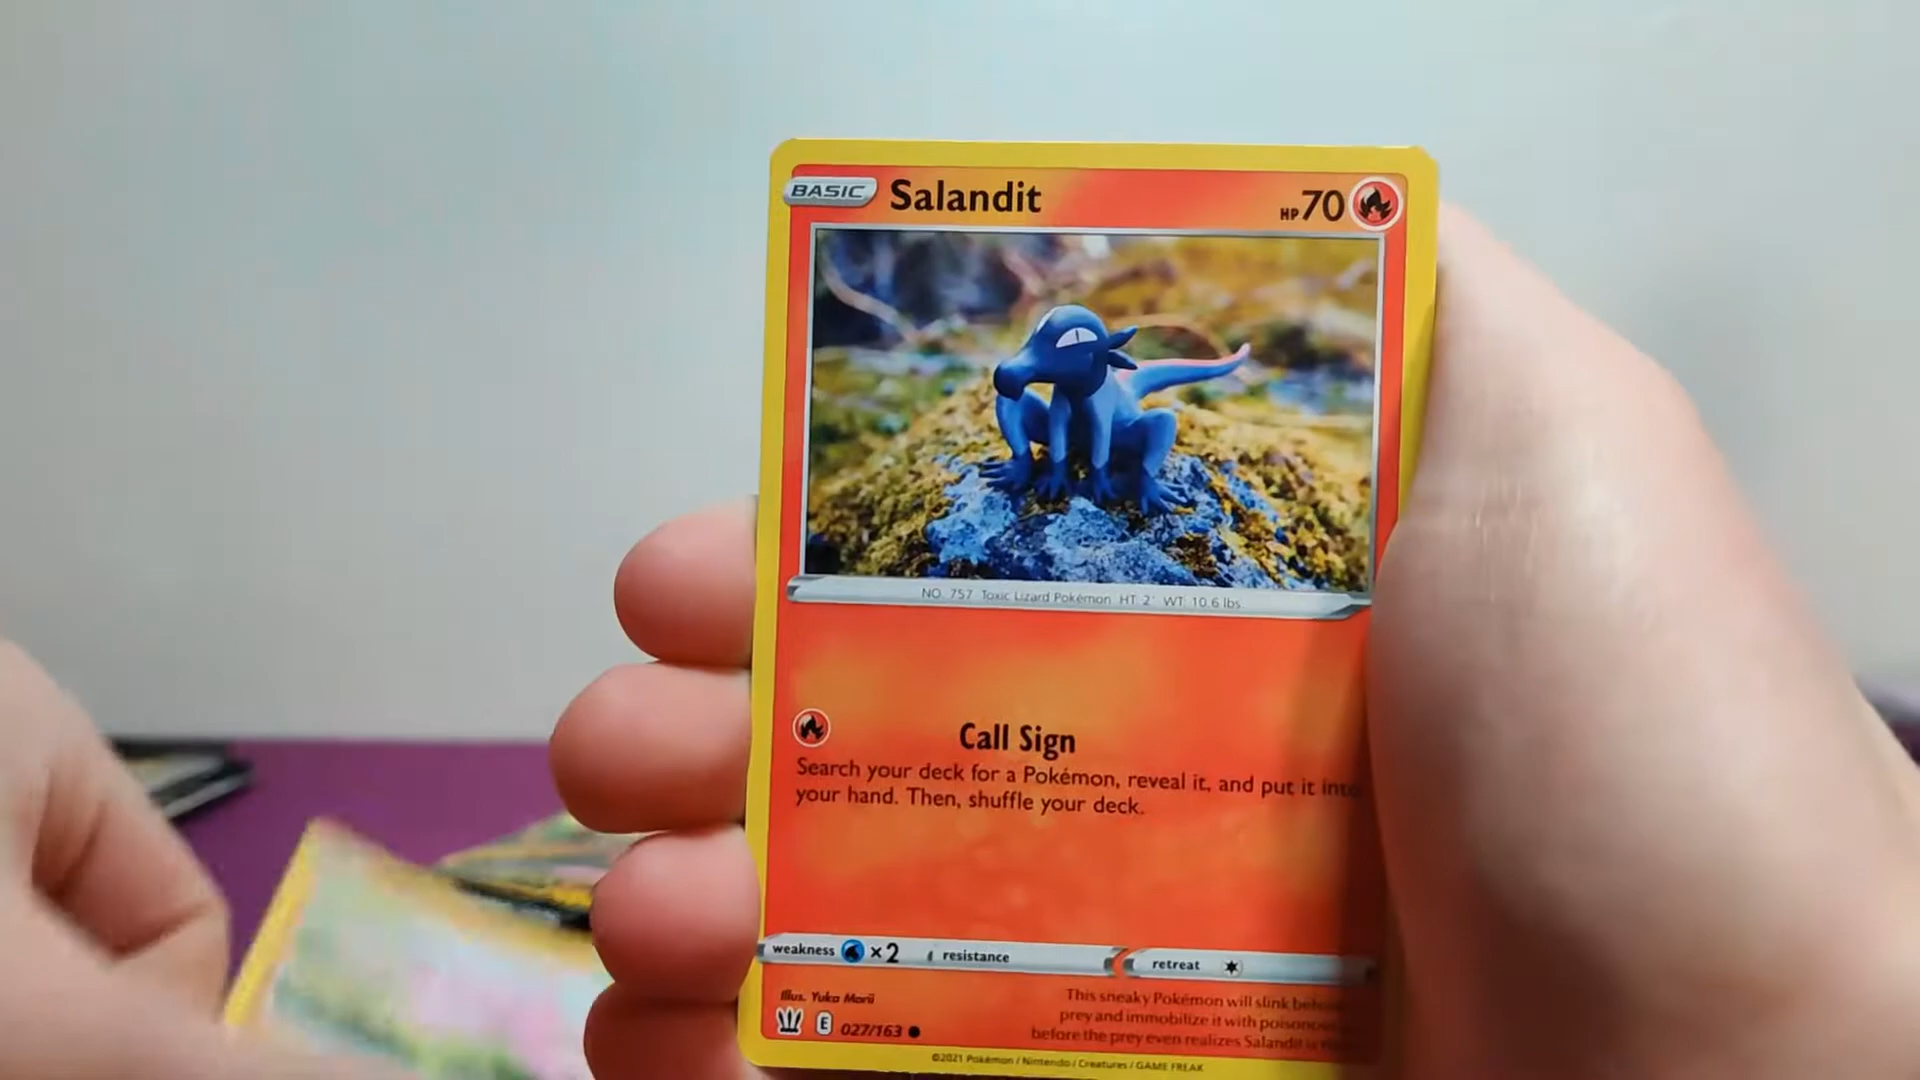 BASIC Salandit HP 70
NO. 757 Toxic Lizard Pokémon HT: 2' WT: 10.6 lbs.
Call Sign
Search your deck for a Pokémon, reveal it, and put it into
your hand. Then, shuffle your deck.
weakness ×2 resistance retreat
Illus. Yuka Morii
This sneaky Pokémon will slink
E 027/163
prey and immobilize it with
before the prey even realizes Salandit is
©2021 Pokémon / Nintendo / Creatures / GAME FREAK